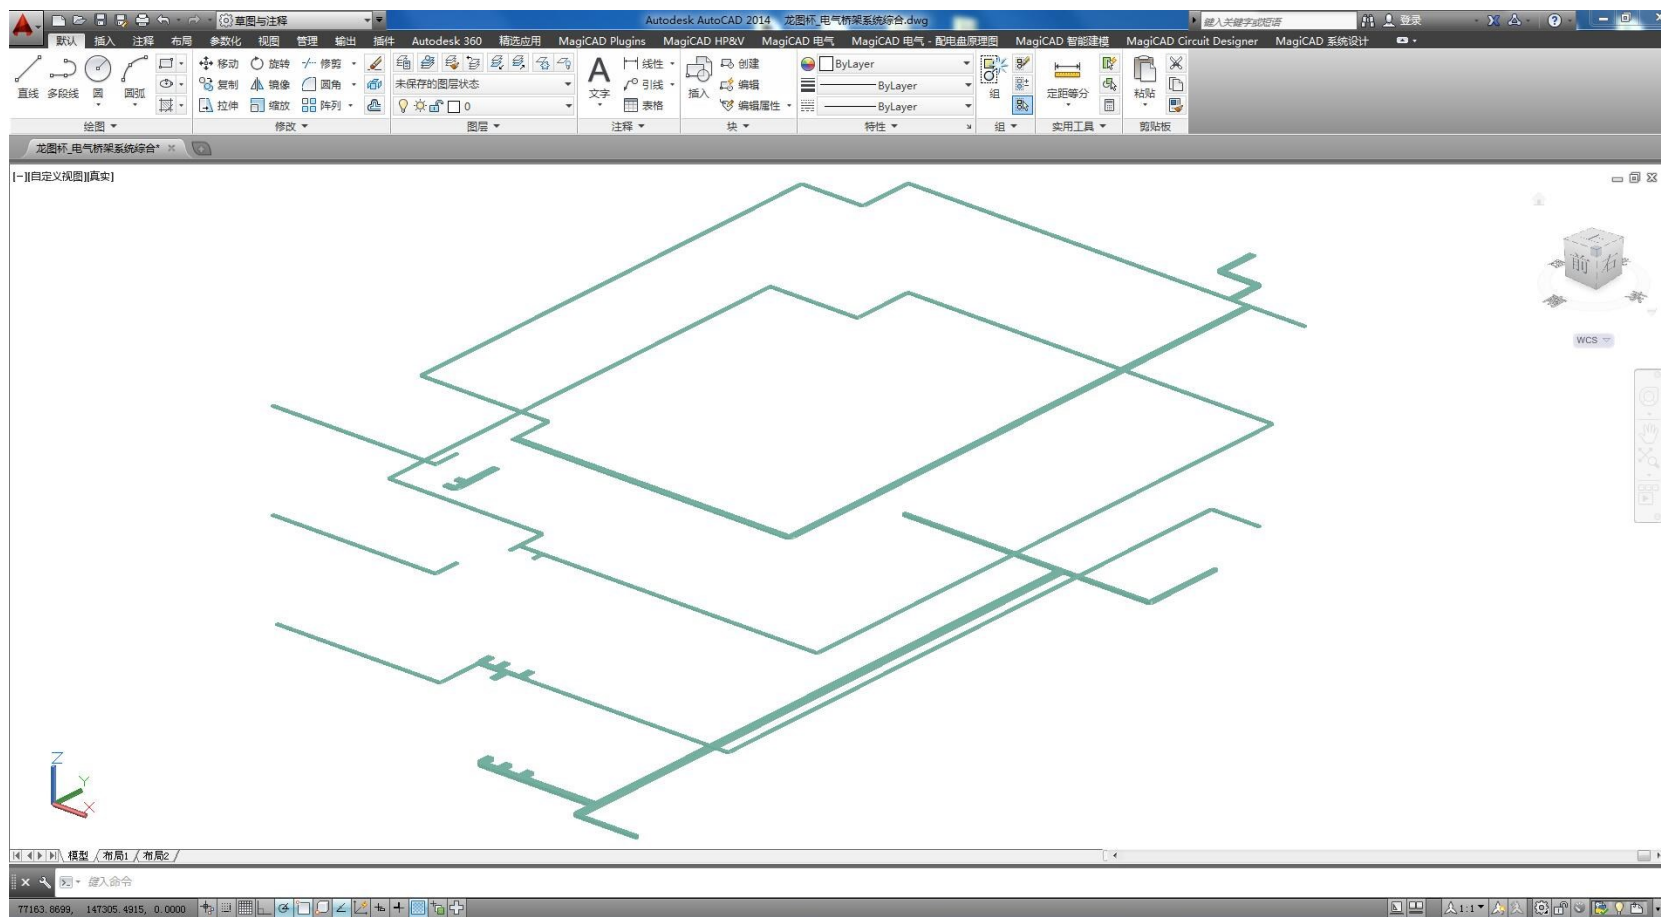 草图与注释
Autodesk AutoCAD 2014 龙图杯_电气桥架系统综合.dwg
键入关键字或短语
登录
默认 插入 注释 布局 参数化 视图 管理 输出 插件 Autodesk 360 精选应用 MagiCAD Plugins MagiCAD HP&V MagiCAD 电气 MagiCAD 电气 - 配电盘原理图 MagiCAD 智能建模 MagiCAD Circuit Designer MagiCAD 系统设计
直线 多段线 圆 圆弧
移动 旋转 修剪
复制 镜像 圆角
拉伸 缩放 阵列
未保存的图层状态
0
A
文字
线性
引线
表格
插入
创建
编辑
编辑属性
ByLayer
ByLayer
ByLayer
组
定距等分
粘贴
绘图 修改 图层 注释 块 特性 组 实用工具 剪贴板
龙图杯_电气桥架系统综合*
[-][自定义视图][真实]
前 右
WCS
Z
Y
X
模型 布局1 布局2
键入命令
77163.8699, 147305.4915, 0.0000
1:1